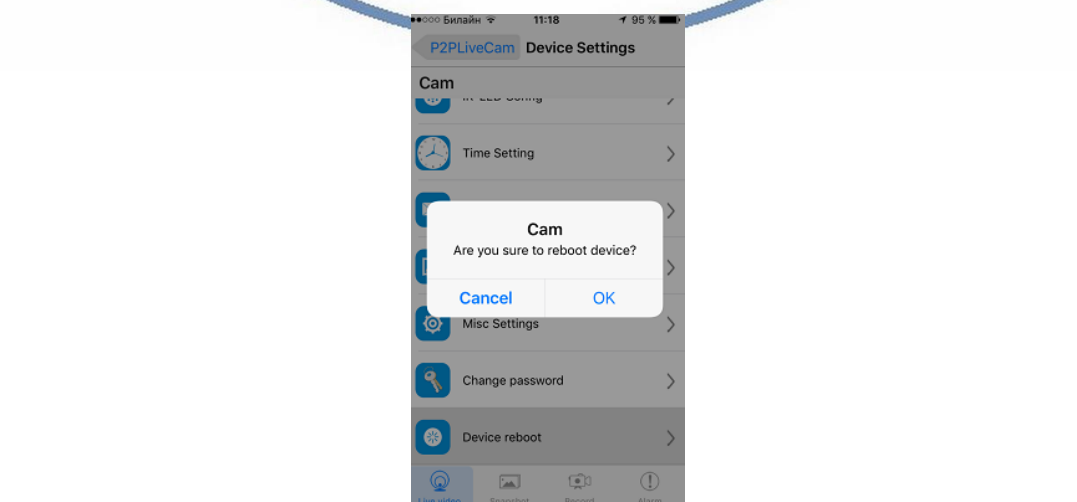 Билайн 11:18 95 %
P2PLiveCam Device Settings
Cam
Time Setting
Cam
Are you sure to reboot device?
Cancel OK
Misc Settings
Change password
Device reboot
Live video Snapshot Record Alarm